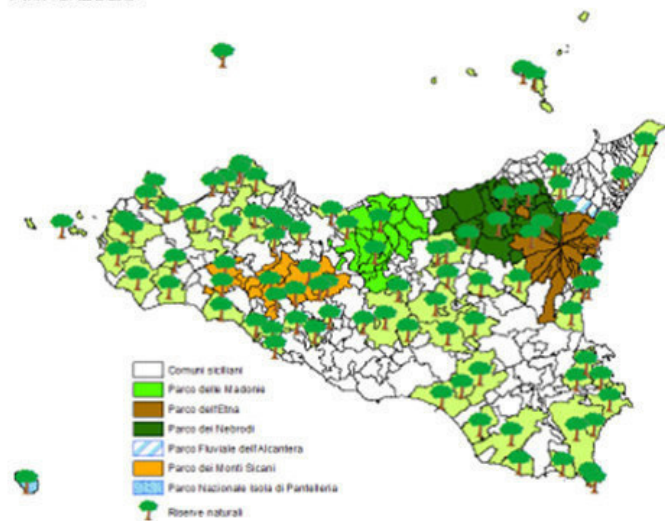 Comuni siciliani
Parco delle Madonie
Parco dell'Etna
Parco dei Nebrodi
Parco Fluviale dell'Alcantera
Parco dei Monti Sicani
Parco Nazionale Isola di Pantelleria
Riserve naturali